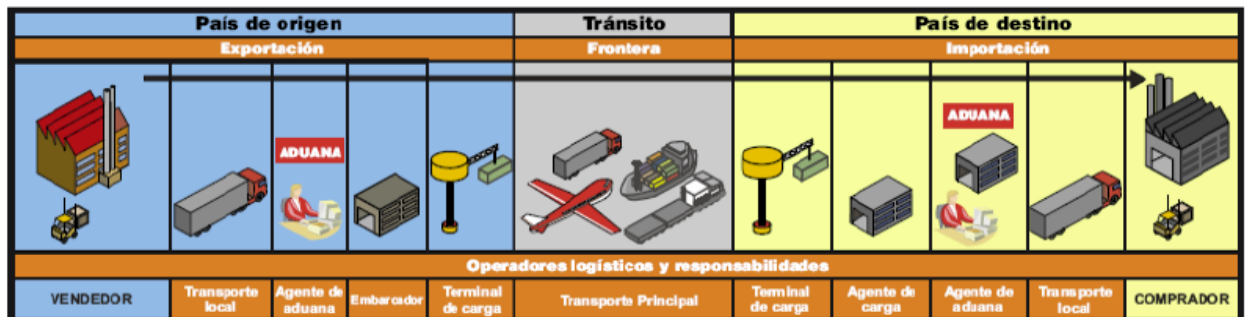 País de origen
Tránsito
País de destino
Exportación
Frontera
Importación
ADUANA
ADUANA
Operadores logísticos y responsabilidades
VENDEDOR
Transporte
local
Agente de
aduana
Embarcador
Terminal
de carga
Transporte Principal
Terminal
de carga
Agente de
carga
Agente de
aduana
Transporte
local
COMPRADOR